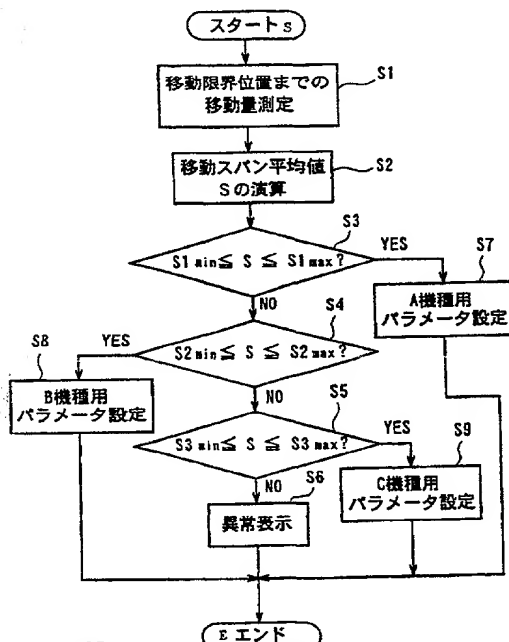 スタート S
移動限界位置までの
移動量測定
S1
移動スパン平均値
Sの演算
S2
S3
S1min≦ S ≦ S1max?
YES
S7
A機種用
パラメータ設定
NO
S4
S2min≦ S ≦ S2max?
YES
S8
B機種用
パラメータ設定
NO
S5
S3min≦ S ≦ S3max?
YES
S9
C機種用
パラメータ設定
NO
S6
異常表示
E エンド